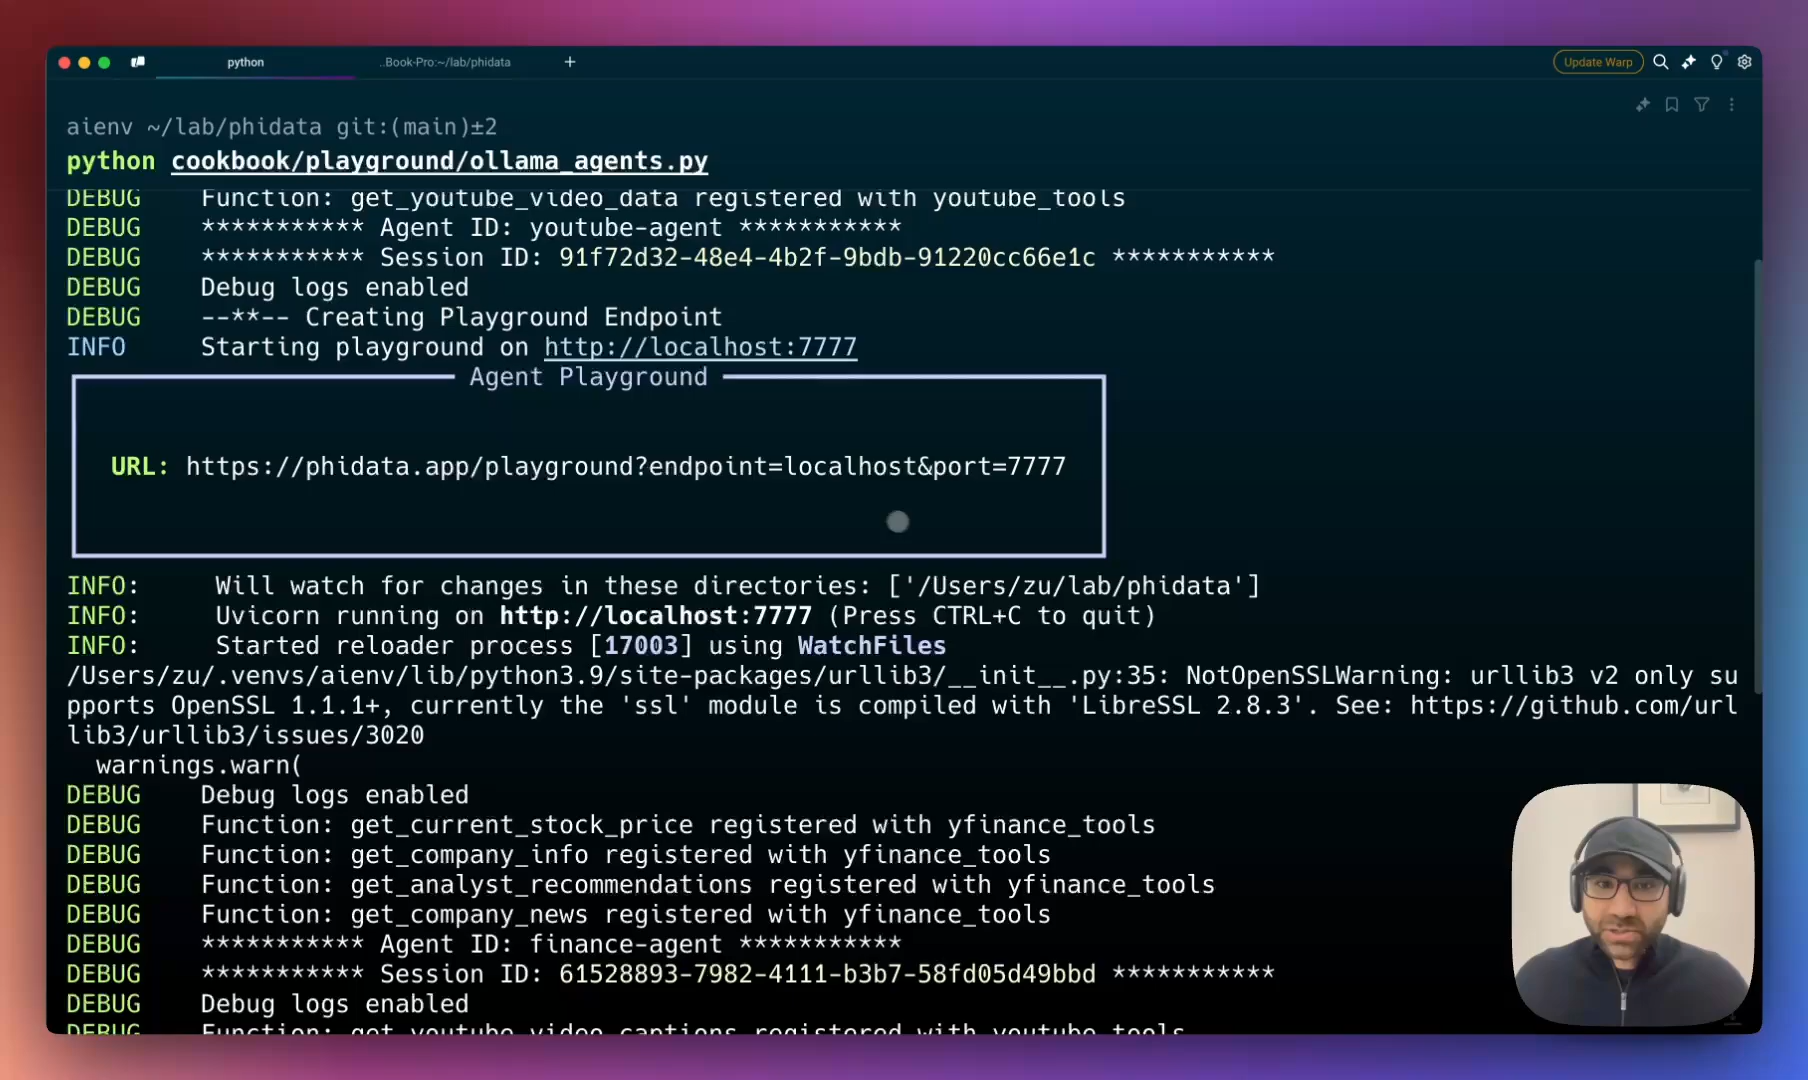 python
..Book-Pro:~/lab/phidata
+
Update Warp
aienv ~/lab/phidata git:(main)±2
python cookbook/playground/ollama_agents.py
DEBUG    Function: get_youtube_video_data registered with youtube_tools
DEBUG    *********** Agent ID: youtube-agent ***********
DEBUG    *********** Session ID: 91f72d32-48e4-4b2f-9bdb-91220cc66e1c ***********
DEBUG    Debug logs enabled
DEBUG    --**-- Creating Playground Endpoint
INFO     Starting playground on http://localhost:7777
Agent Playground
URL: https://phidata.app/playground?endpoint=localhost&port=7777
INFO:     Will watch for changes in these directories: ['/Users/zu/lab/phidata']
INFO:     Uvicorn running on http://localhost:7777 (Press CTRL+C to quit)
INFO:     Started reloader process [17003] using WatchFiles
/Users/zu/.venvs/aienv/lib/python3.9/site-packages/urllib3/__init__.py:35: NotOpenSSLWarning: urllib3 v2 only su
pports OpenSSL 1.1.1+, currently the 'ssl' module is compiled with 'LibreSSL 2.8.3'. See: https://github.com/url
lib3/urllib3/issues/3020
  warnings.warn(
DEBUG    Debug logs enabled
DEBUG    Function: get_current_stock_price registered with yfinance_tools
DEBUG    Function: get_company_info registered with yfinance_tools
DEBUG    Function: get_analyst_recommendations registered with yfinance_tools
DEBUG    Function: get_company_news registered with yfinance_tools
DEBUG    *********** Agent ID: finance-agent ***********
DEBUG    *********** Session ID: 61528893-7982-4111-b3b7-58fd05d49bbd ***********
DEBUG    Debug logs enabled
DEBUG    Function: get_youtube_video_captions registered with youtube_tools